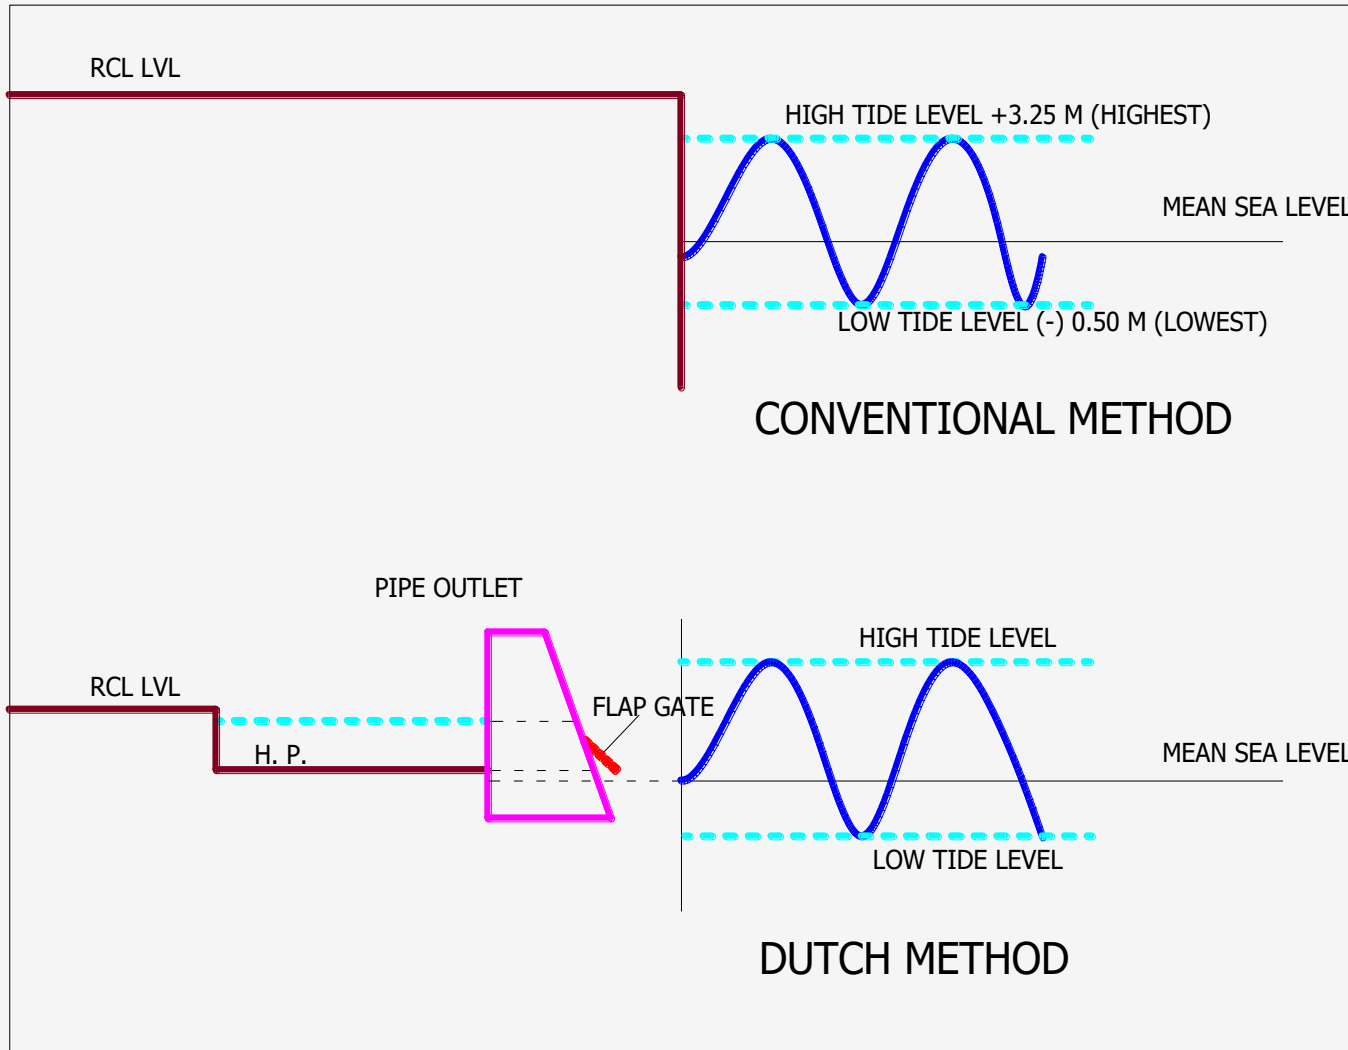 RCL LVL
HIGH TIDE LEVEL +3.25 M (HIGHEST)
MEAN SEA LEVEL
LOW TIDE LEVEL (-) 0.50 M (LOWEST)
CONVENTIONAL METHOD
PIPE OUTLET
HIGH TIDE LEVEL
RCL LVL
FLAP GATE
H. P.
MEAN SEA LEVEL
LOW TIDE LEVEL
DUTCH METHOD